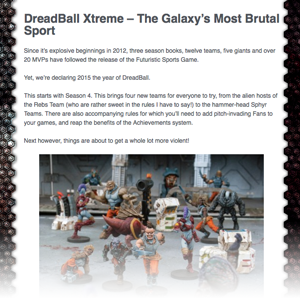 DreadBall Xtreme – The Galaxy's Most Brutal
Sport
Since it's explosive beginnings in 2012, three season books, twelve teams, five giants and over
20 MVPs have followed the release of the Futuristic Sports Game.
Yet, we're declaring 2015 the year of DreadBall.
This starts with Season 4. This brings four new teams for everyone to try, from the alien hosts of
the Rebs Team (who are rather sweet in the rules I have to say!) to the hammer-head Sphyr
Teams. There are also accompanying rules for which you'll need to add pitch-invading Fans to
your games, and reap the benefits of the Achievements system.
Next however, things are about to get a whole lot more violent!